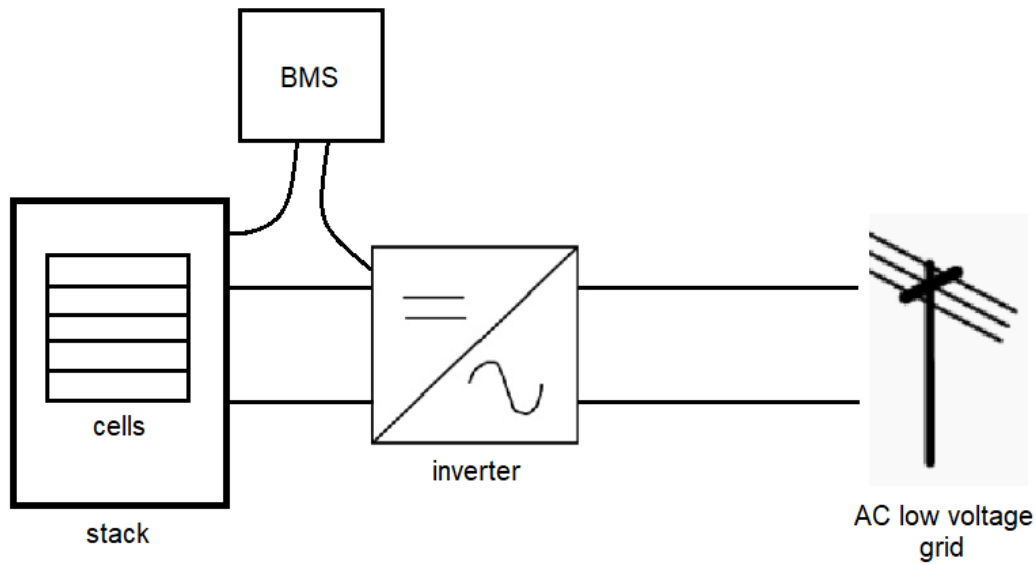 BMS
cells
stack
inverter
AC low voltage
grid